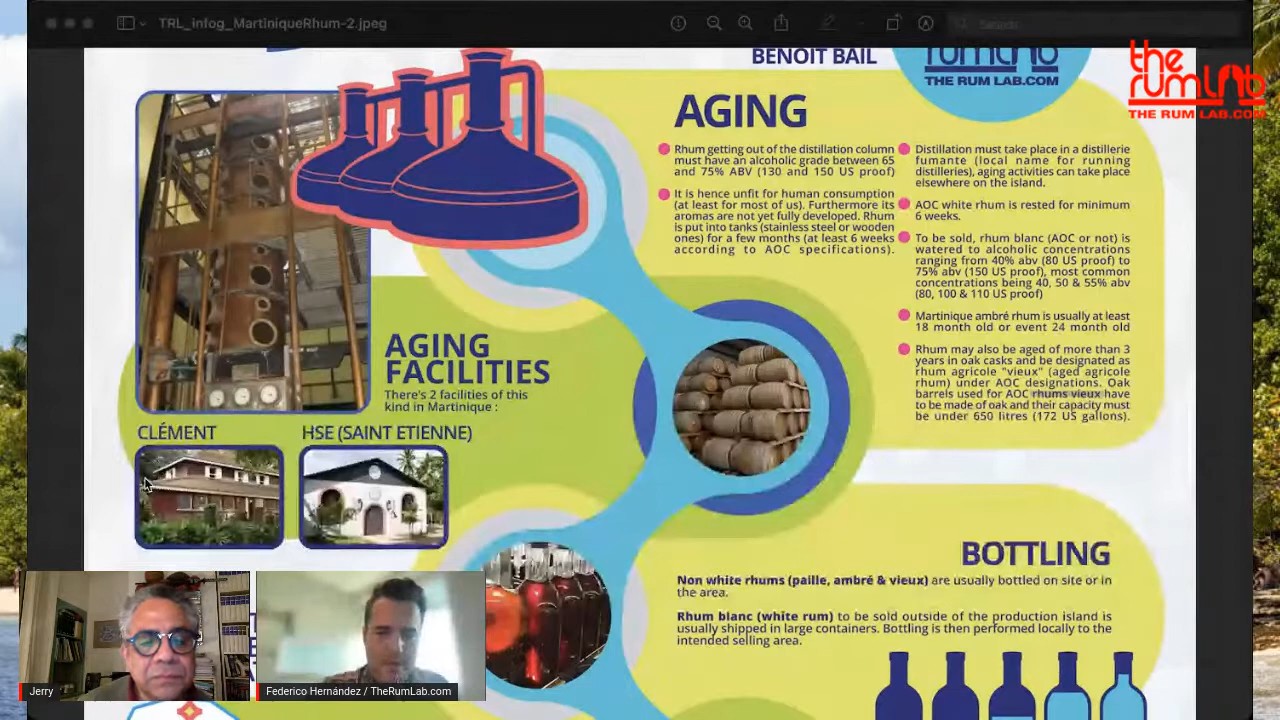 TRL_infog_MartiniqueRhum-2.jpeg
Search
BENOIT BAIL
rumLab
THE RUM LAB.COM
the
rumLab
THE RUM LAB.COM
AGING
Rhum getting out of the distillation column
must have an alcoholic grade between 65
and 75% ABV (130 and 150 US proof)
It is hence unfit for human consumption
(at least for most of us). Furthermore its
aromas are not yet fully developed. Rhum
is put into tanks (stainless steel or wooden
ones) for a few months (at least 6 weeks
according to AOC specifications).
Distillation must take place in a distillerie
fumante (local name for running
distilleries), aging activities can take place
elsewhere on the island.
AOC white rhum is rested for minimum
6 weeks.
To be sold, rhum blanc (AOC or not) is
watered to alcoholic concentrations
ranging from 40% abv (80 US proof) to
75% abv (150 US proof), most common
concentrations being 40, 50 & 55% abv
(80, 100 & 110 US proof)
Martinique ambré rhum is usually at least
18 month old or event 24 month old
Rhum may also be aged of more than 3
years in oak casks and be designated as
rhum agricole "vieux" (aged agricole
rhum) under AOC designations. Oak
barrels used for AOC rhums vieux have
to be made of oak and their capacity must
be under 650 litres (172 US gallons).
AGING
FACILITIES
There's 2 facilities of this
kind in Martinique :
CLÉMENT
HSE (SAINT ETIENNE)
BOTTLING
Non white rhums (paille, ambré & vieux) are usually bottled on site or in
the area.
Rhum blanc (white rum) to be sold outside of the production island is
usually shipped in large containers. Bottling is then performed locally to the
intended selling area.
Jerry
Federico Hernández / TheRumLab.com